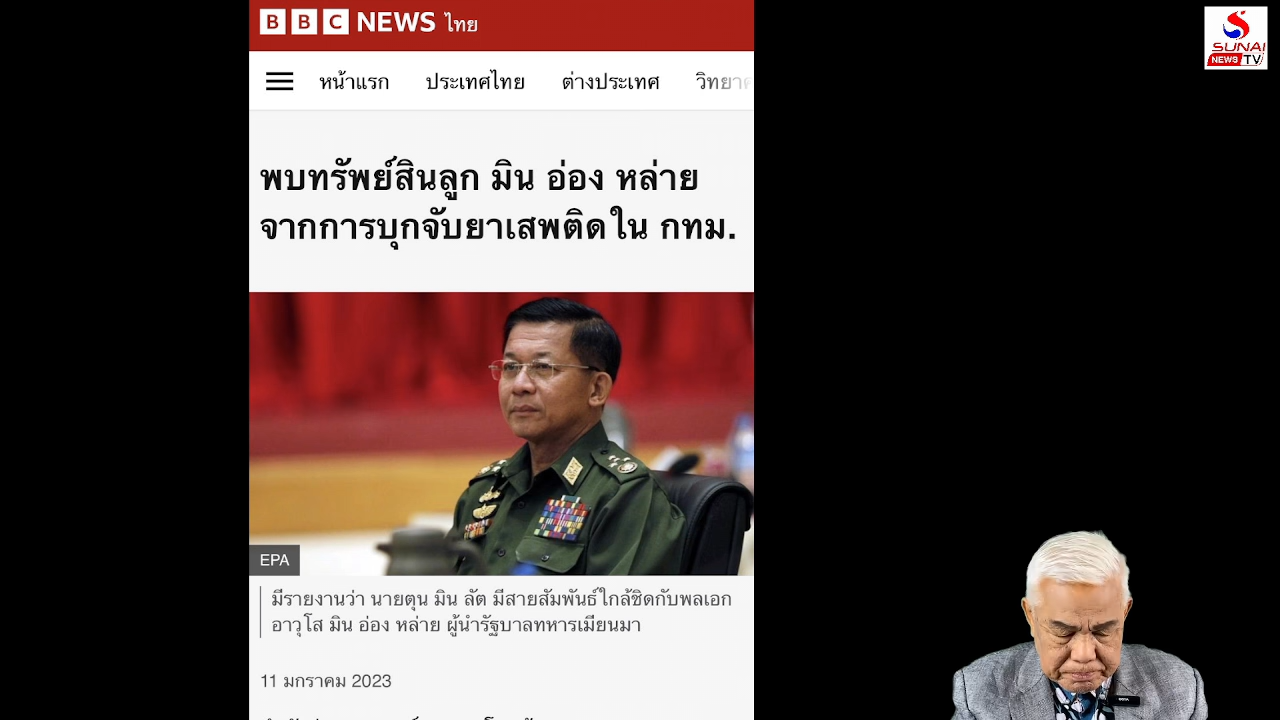 BBC NEWS ไทย
SUNAI
NEWS TV
หน้าแรก ประเทศไทย ต่างประเทศ
พบทรัพย์สินลูก มิน อ่อง หล่าย
จากการบุกจับยาเสพติดใน กทม.
EPA
มีรายงานว่า นายตุน มิน ลัต มีสายสัมพันธ์ใกล้ชิดกับพลเอก
อาวุโส มิน อ่อง หล่าย ผู้นำรัฐบาลทหารเมียนมา
11 มกราคม 2023